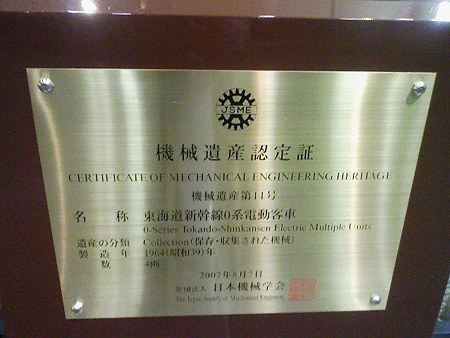 JSME
機械遺産認定証
CERTIFICATE OF MECHANICAL ENGINEERING HERITAGE
機械遺産第11号
名 称 東海道新幹線0系電動客車
0-Series Tokaido-Shinkansen Electric Multiple Units
遺産の分類 Collection(保存・収集された機械)
製 造 年 1964(昭和39)年
数 4両
2007年8月7日
社団法人 日本機械学会
The Japan Society of Mechanical Engineers